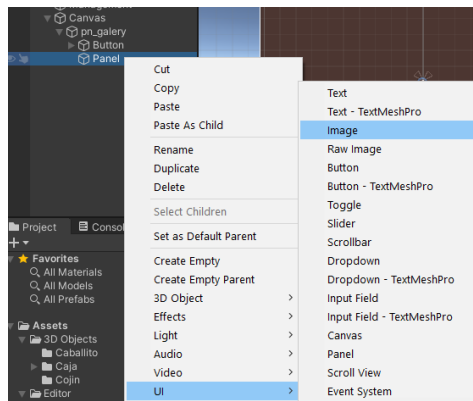 Management
Canvas
pn_galery
Button
Panel
Cut
Copy
Paste
Paste As Child
Rename
Duplicate
Delete
Select Children
Set as Default Parent
Create Empty
Create Empty Parent
3D Object
Effects
Light
Audio
Video
UI
Text
Text - TextMeshPro
Image
Raw Image
Button
Button - TextMeshPro
Toggle
Slider
Scrollbar
Dropdown
Dropdown - TextMeshPro
Input Field
Input Field - TextMeshPro
Canvas
Panel
Scroll View
Event System
Project
Consol
Favorites
All Materials
All Models
All Prefabs
Assets
3D Objects
Caballito
Caja
Cojin
Editor